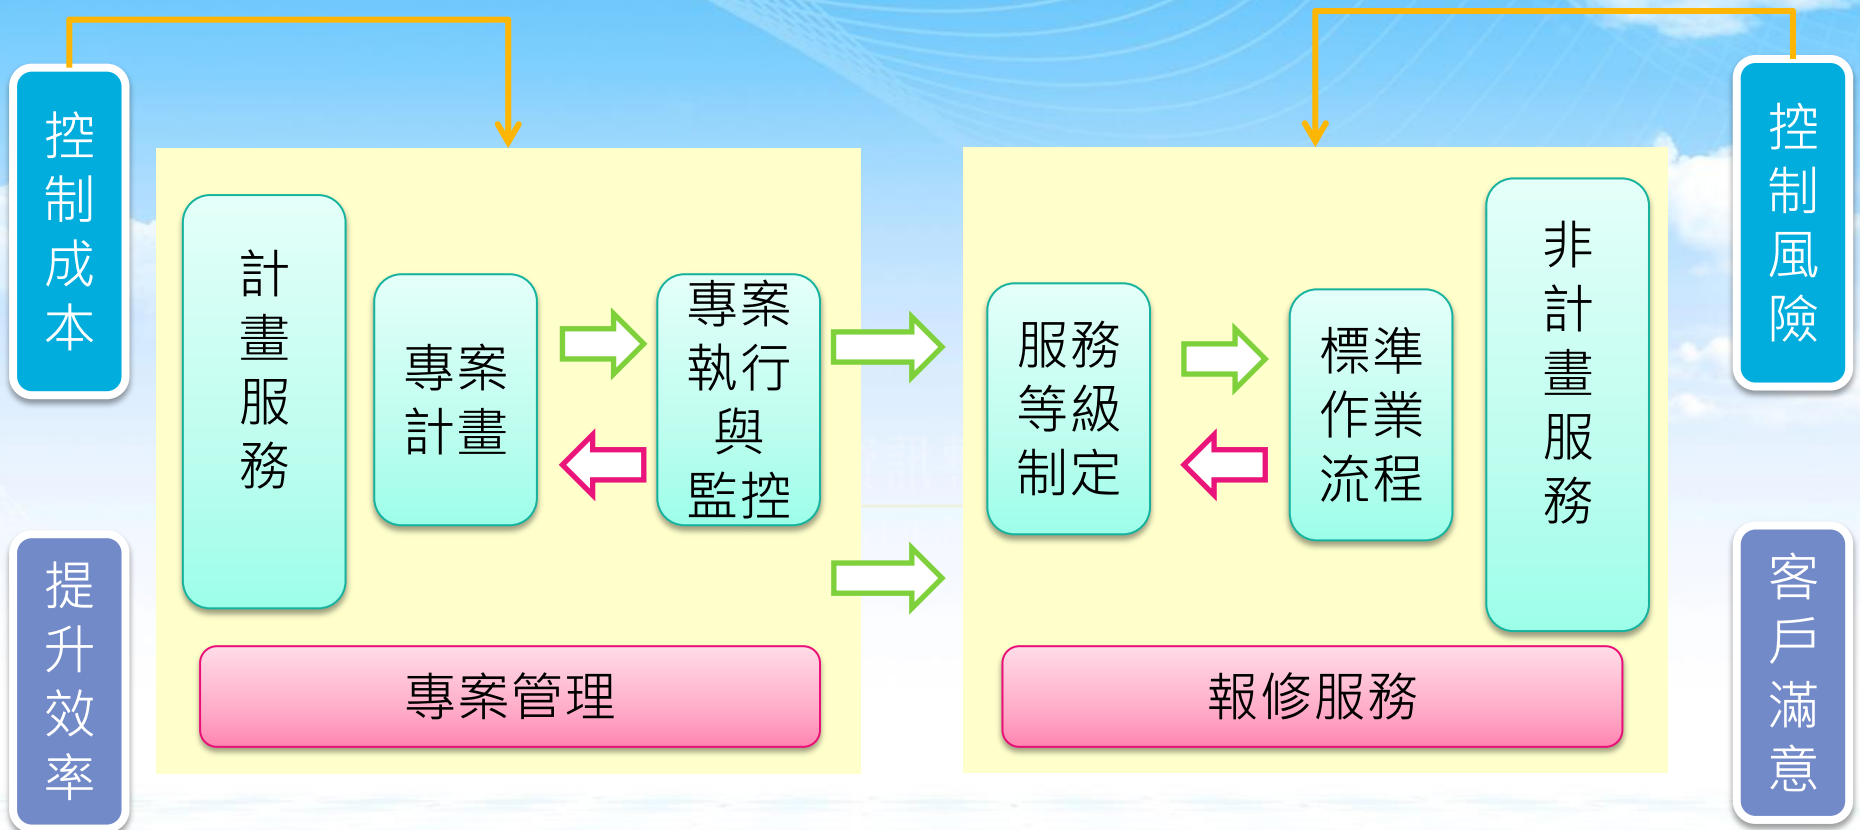 控制成本
提升效率
計畫服務
專案
計畫
專案
執行
與
監控
專案管理
服務
等級
制定
標準
作業
流程
非計畫服務
報修服務
控制風險
客戶滿意